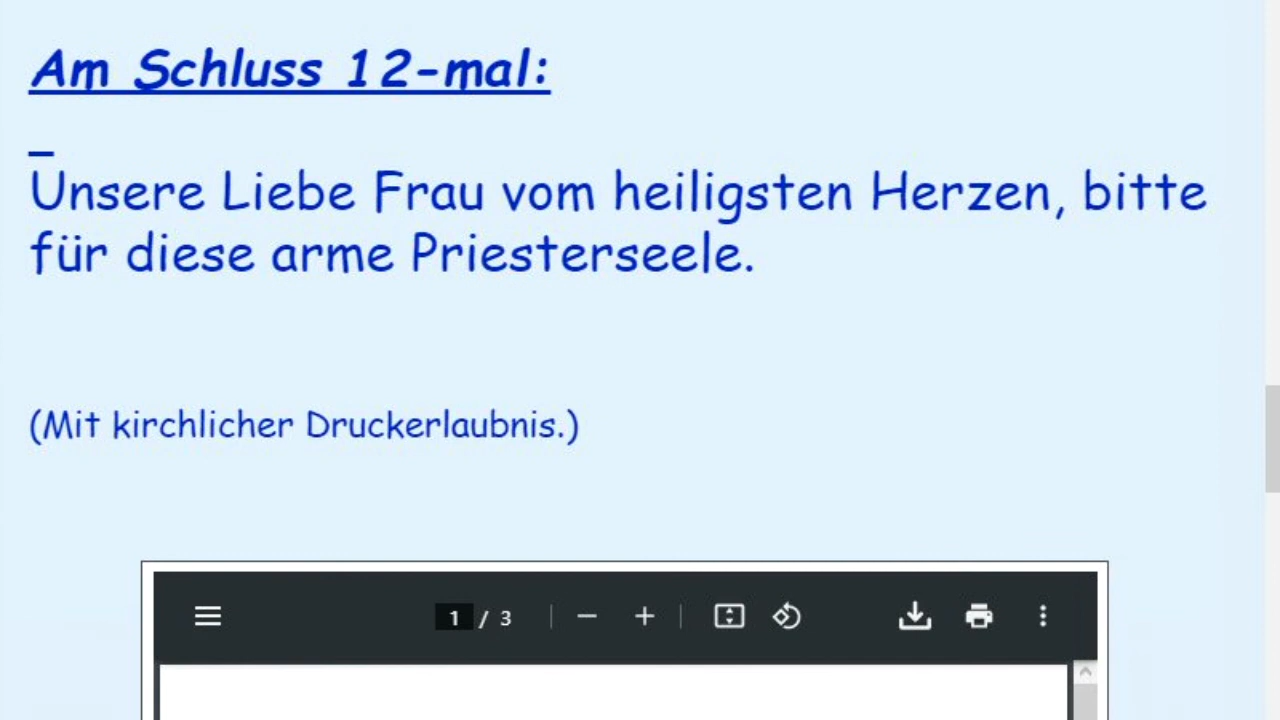 Am Schluss 12-mal:
Unsere Liebe Frau vom heiligsten Herzen, bitte
für diese arme Priesterseele.
(Mit kirchlicher Druckerlaubnis.)
1 / 3